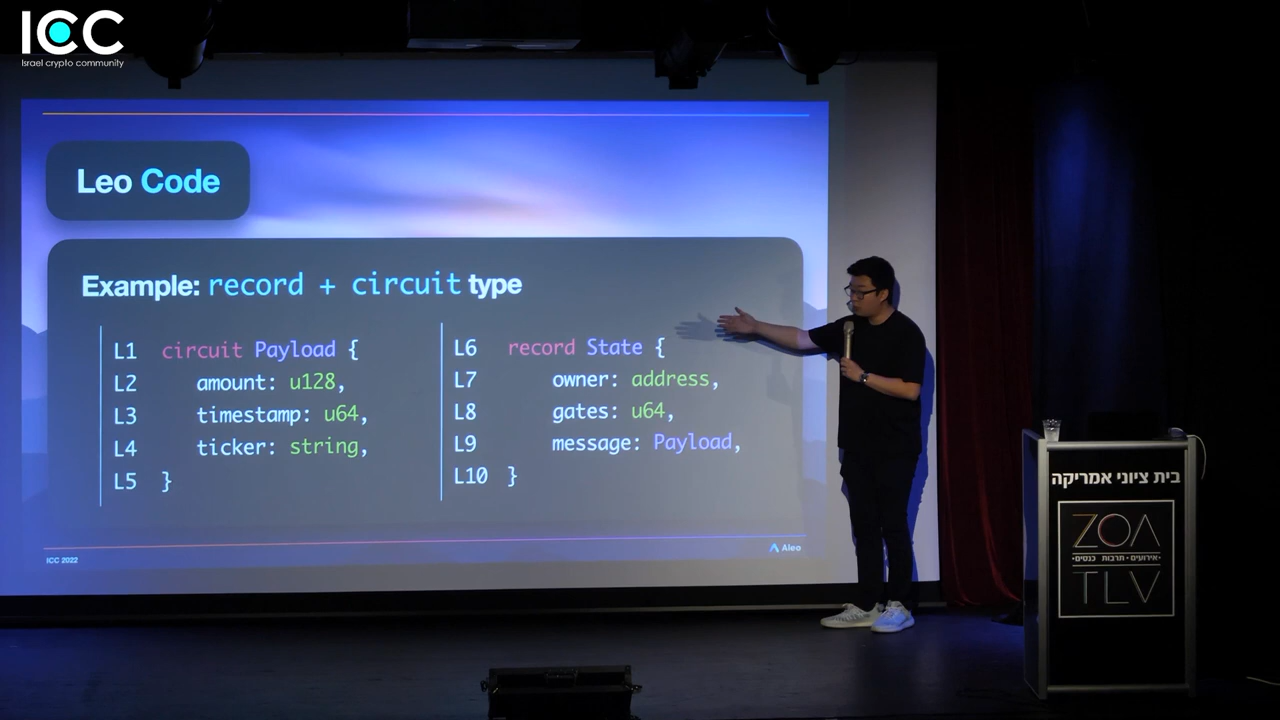 ICC
Israel crypto community
Leo Code
Example: record + circuit type
L1 circuit Payload {
L2 amount: u128,
L3 timestamp: u64,
L4 ticker: string,
L5 }
L6 record State {
L7 owner: address,
L8 gates: u64,
L9 message: Payload,
L10 }
ICC 2022
Aleo
בית ציוני אמריקה
ZOA
•אירועים • תרבות כנסים•
TLV